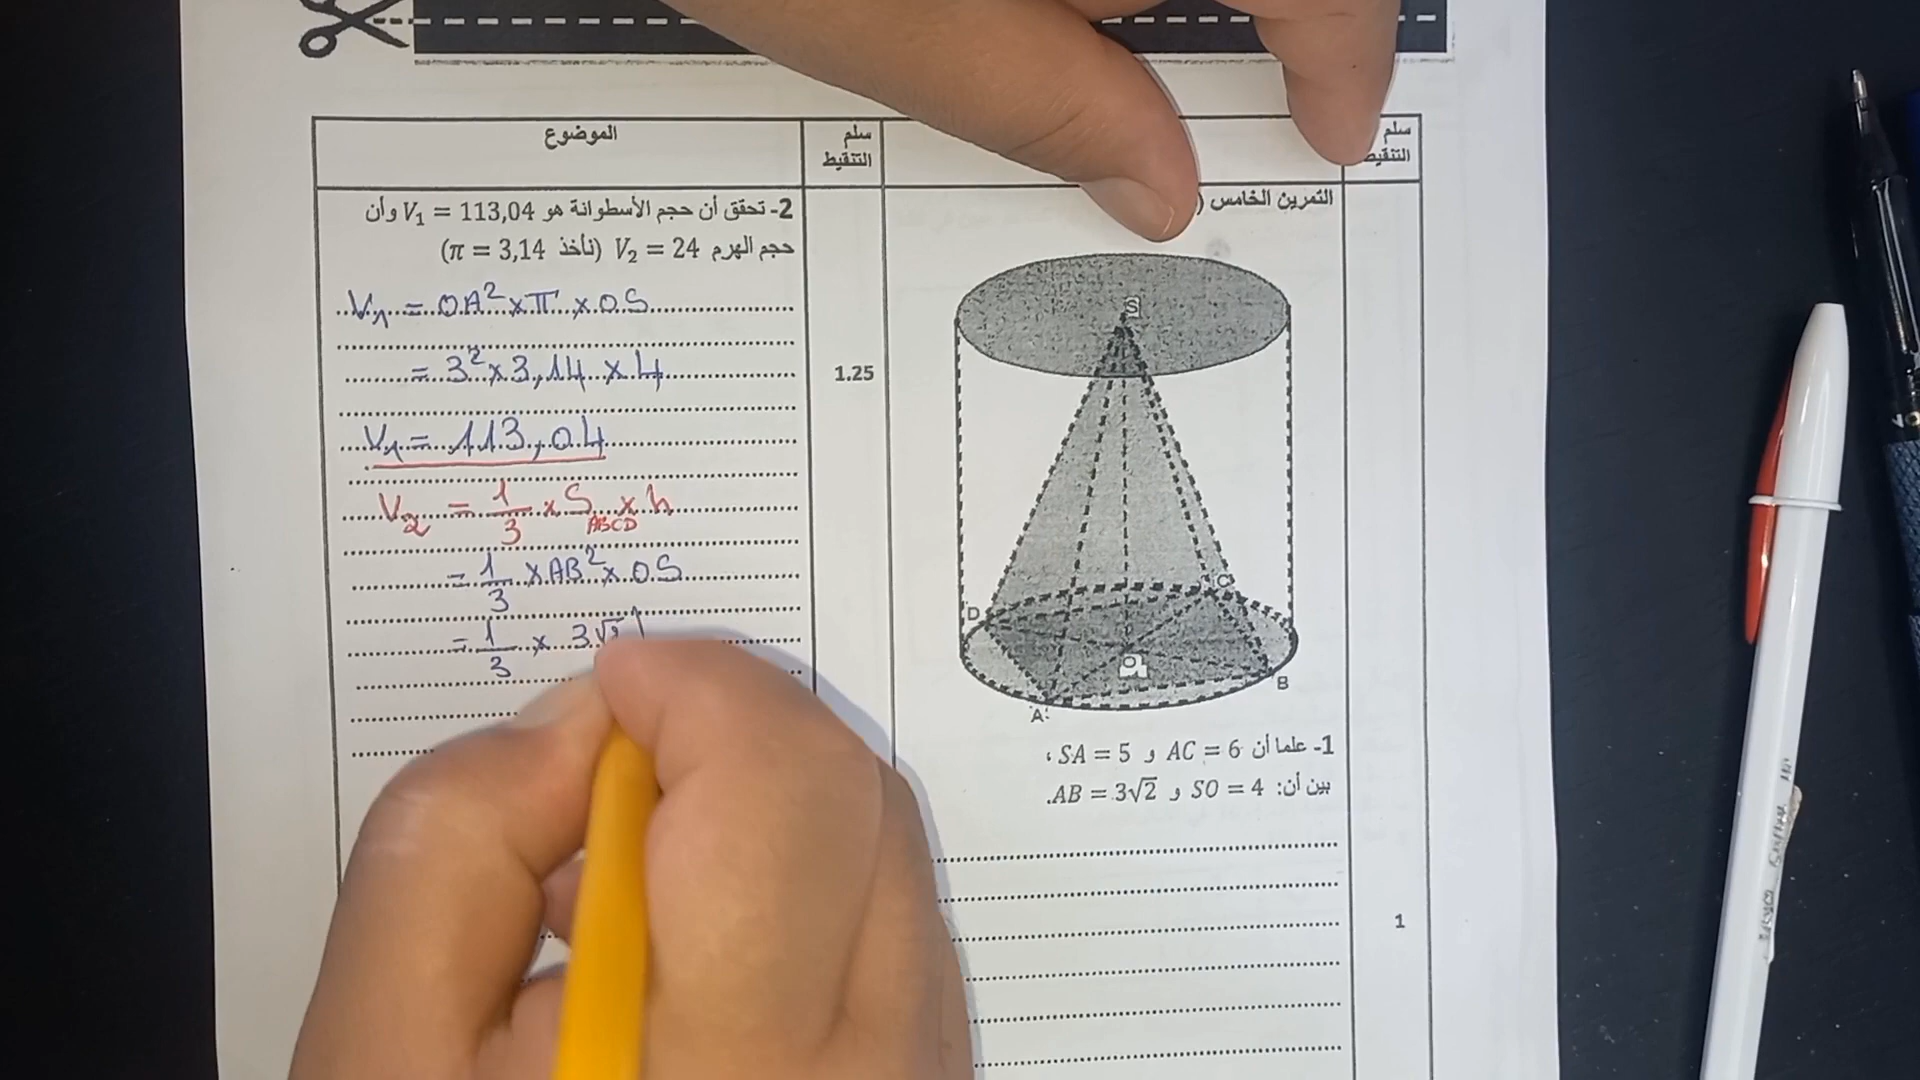 سلم التنقيط
الموضوع
سلم التنقيط
التمرين الخامس (
S
D
C
O
B
A
1- علما أن AC = 6 و SA = 5 ،
بين أن: SO = 4 و AB = 3√2.
1
2- تحقق أن حجم الأسطوانة هو V₁ = 113,04 وأن
حجم الهرم V₂ = 24 (نأخذ π = 3,14)
V₁ = OA² × π × OS
= 3² × 3,14 × 4
V₁ = 113,04
V₂ = 1/3 × S_ABCD × h
= 1/3 × AB² × OS
= 1/3 × 3√2
1.25